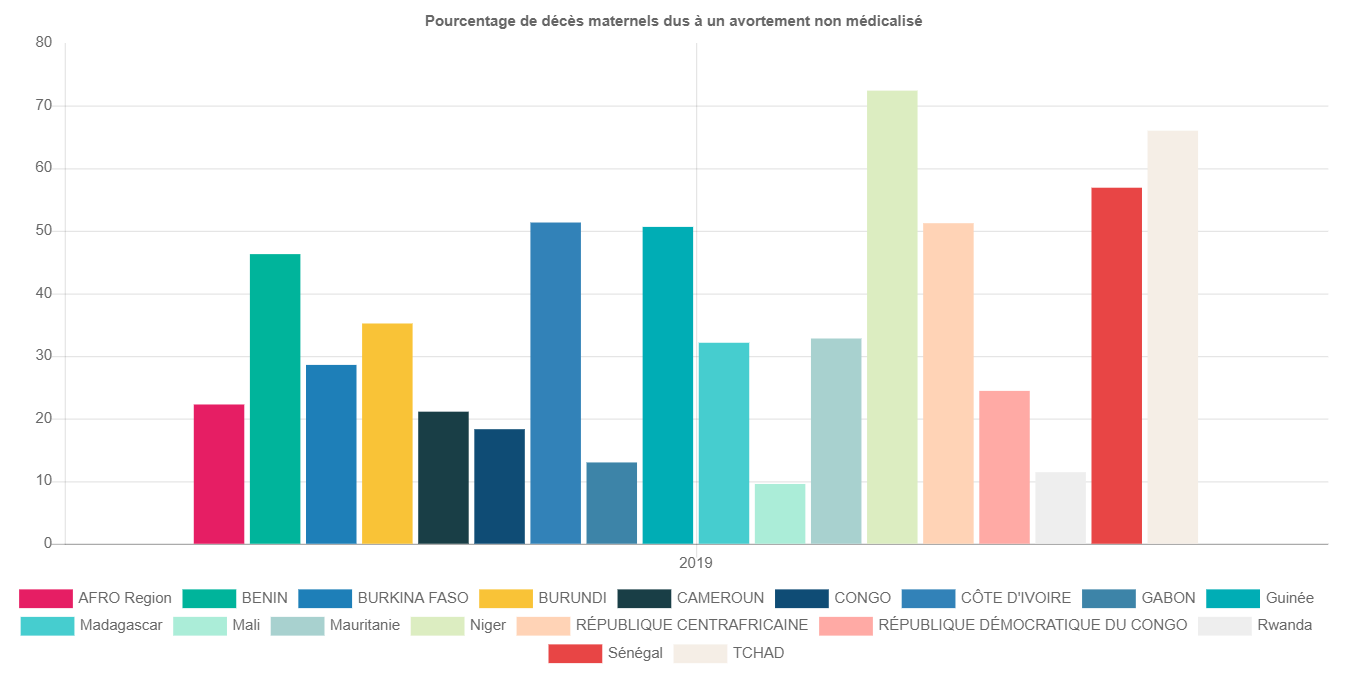 Pourcentage de décès maternels dus à un avortement non médicalisé
80
70
60
50
40
30
20
10
0
2019
AFRO Region BENIN BURKINA FASO BURUNDI CAMEROUN CONGO CÔTE D'IVOIRE GABON Guinée
Madagascar Mali Mauritanie Niger RÉPUBLIQUE CENTRAFRICAINE RÉPUBLIQUE DÉMOCRATIQUE DU CONGO Rwanda
Sénégal TCHAD